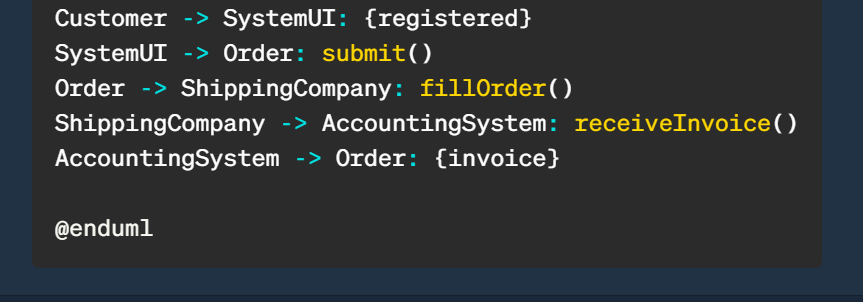 Customer -> SystemUI: {registered}
SystemUI -> Order: submit()
Order -> ShippingCompany: fillOrder()
ShippingCompany -> AccountingSystem: receiveInvoice()
AccountingSystem -> Order: {invoice}
@enduml